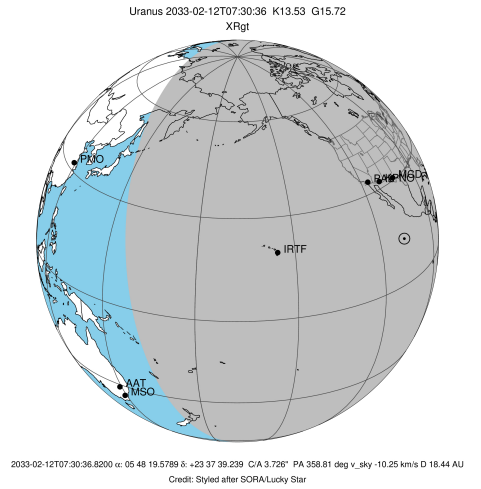 Uranus 2033-02-12T07:30:36 K13.53 G15.72
XRgt
PMO
MGD
IRTF
AAT
MSO
2033-02-12T07:30:36.8200 α: 05 48 19.5789 δ: +23 37 39.239 C/A 3.726" PA 358.81 deg v_sky -10.25 km/s D 18.44 AU
Credit: Styled after SORA/Lucky Star